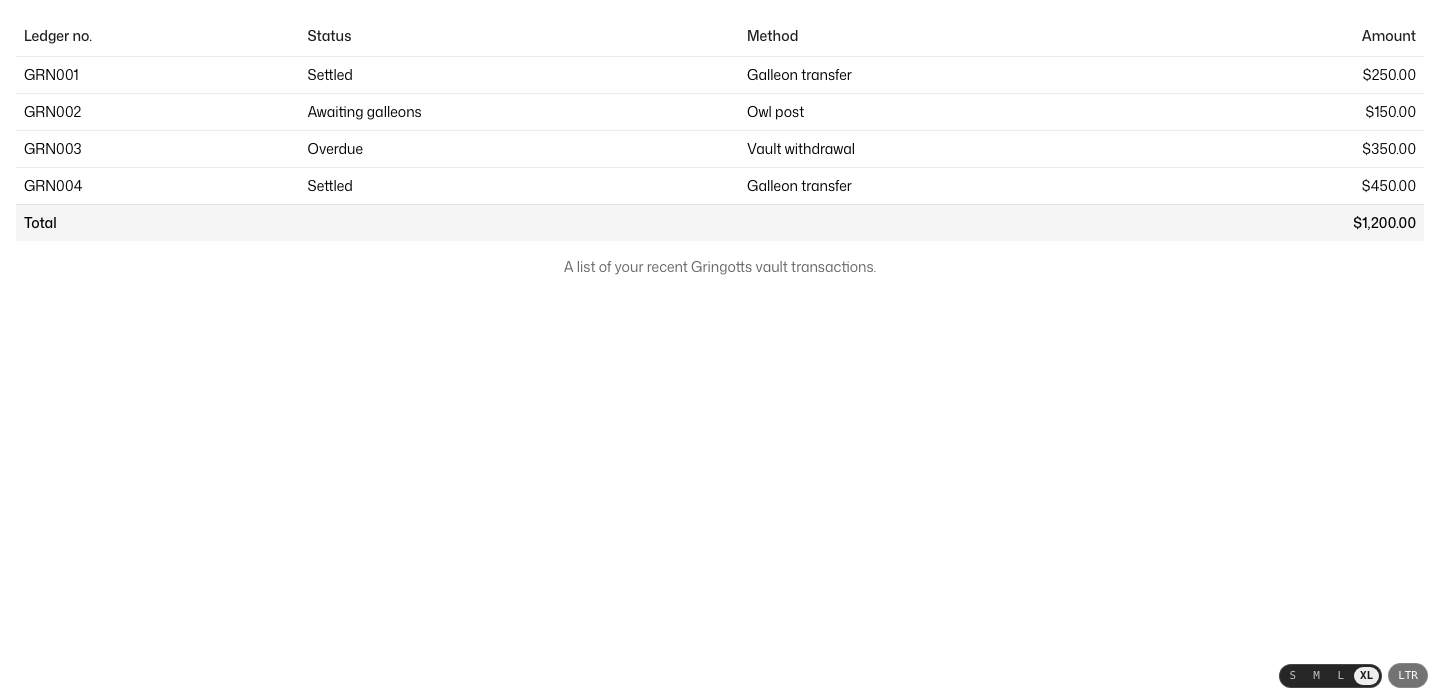 Ledger no. Status Method Amount
GRN001 Settled Galleon transfer $250.00
GRN002 Awaiting galleons Owl post $150.00
GRN003 Overdue Vault withdrawal $350.00
GRN004 Settled Galleon transfer $450.00
Total $1,200.00
A list of your recent Gringotts vault transactions.
S M L XL LTR